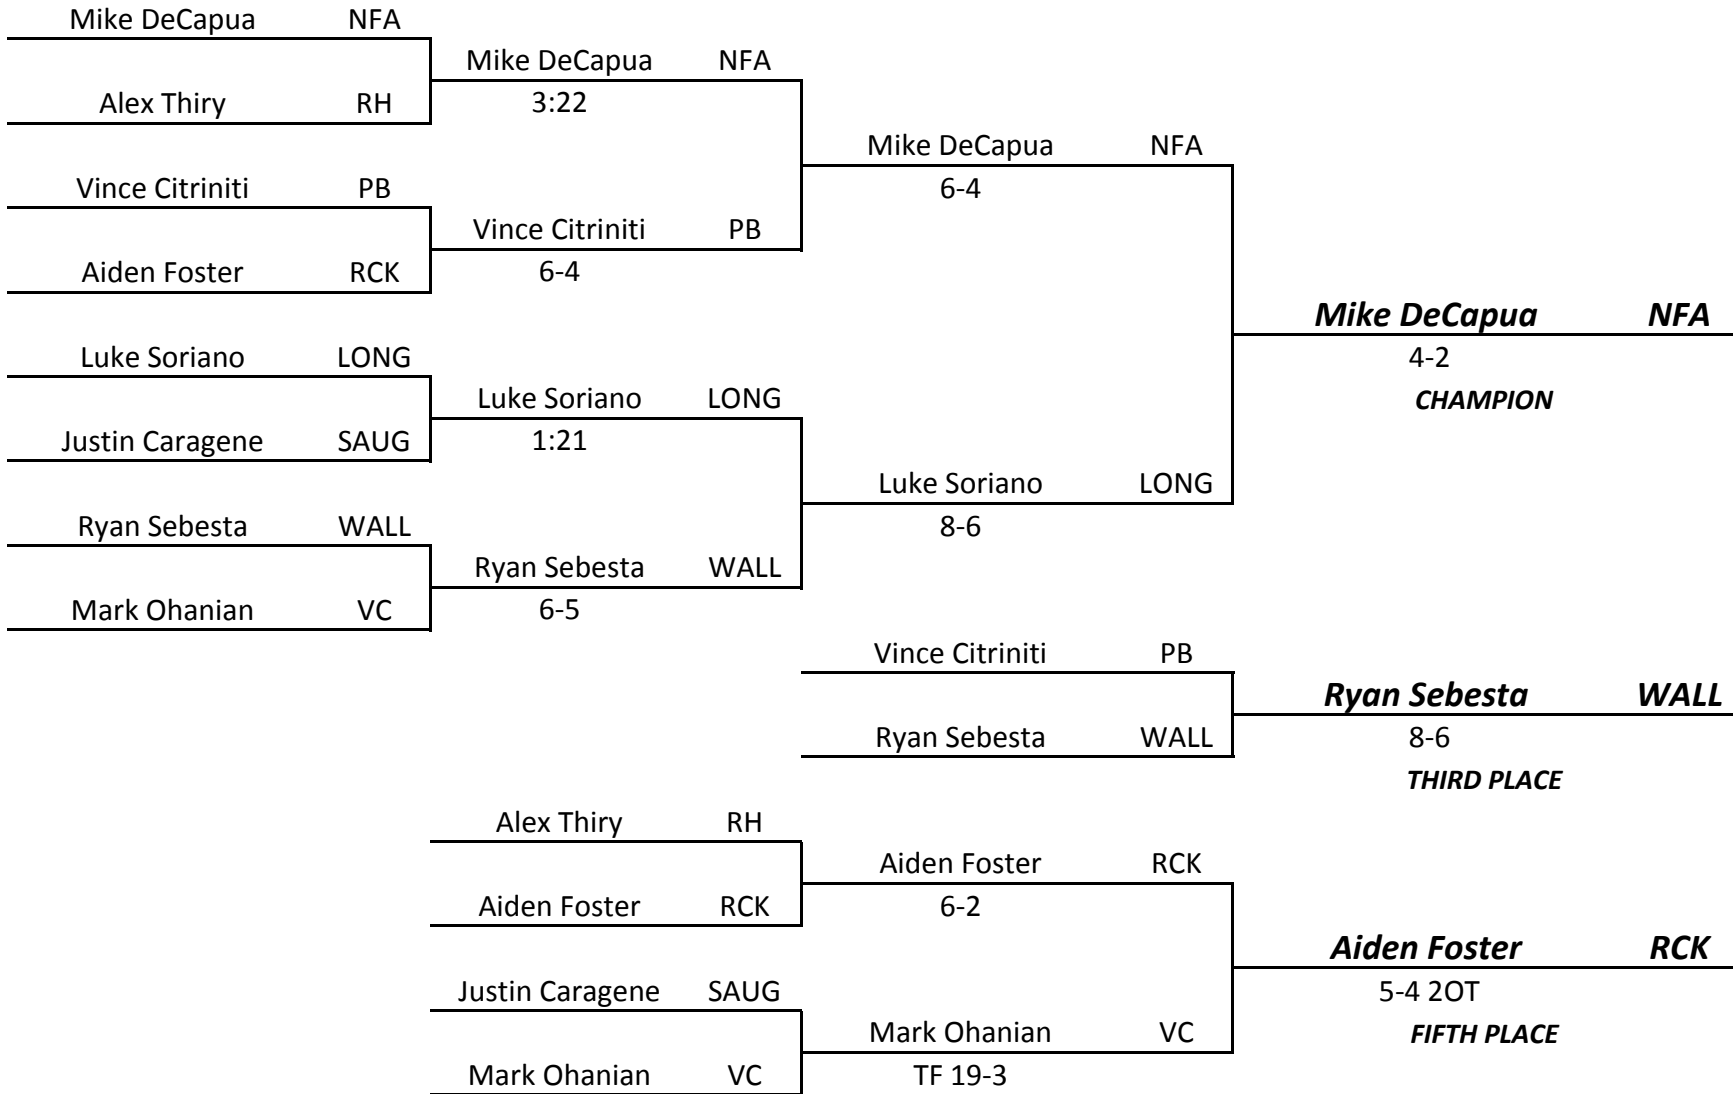 Mike DeCapua NFA
Mike DeCapua NFA
Alex Thiry RH
3:22
Mike DeCapua NFA
Vince Citriniti PB
6-4
Vince Citriniti PB
Aiden Foster RCK
6-4
Mike DeCapua NFA
Luke Soriano LONG
4-2
Luke Soriano LONG
CHAMPION
Justin Caragene SAUG
1:21
Luke Soriano LONG
Ryan Sebesta WALL
8-6
Ryan Sebesta WALL
Mark Ohanian VC
6-5
Vince Citriniti PB
Ryan Sebesta WALL
Ryan Sebesta WALL
8-6
THIRD PLACE
Alex Thiry RH
Aiden Foster RCK
Aiden Foster RCK
6-2
Aiden Foster RCK
Justin Caragene SAUG
5-4 2OT
Mark Ohanian VC
FIFTH PLACE
Mark Ohanian VC
TF 19-3